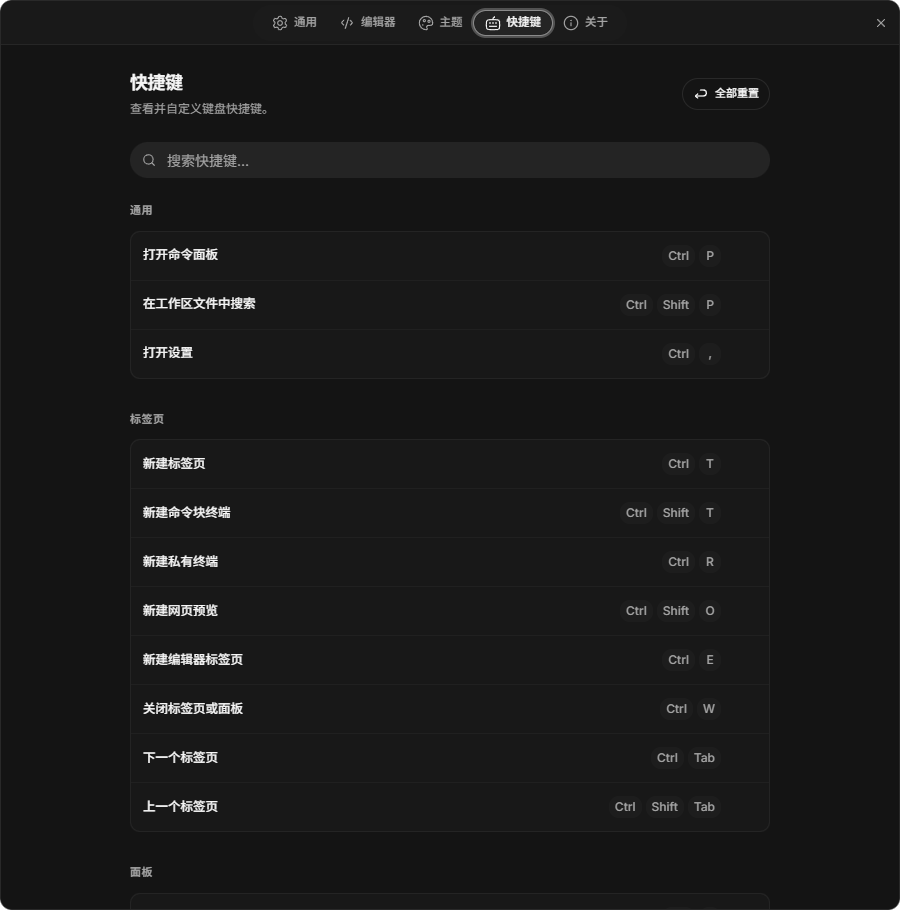 通用 编辑器 主题 快捷键 关于
快捷键
查看并自定义键盘快捷键。
全部重置
搜索快捷键...
通用
打开命令面板 Ctrl P
在工作区文件中搜索 Ctrl Shift P
打开设置 Ctrl ,
标签页
新建标签页 Ctrl T
新建命令块终端 Ctrl Shift T
新建私有终端 Ctrl R
新建网页预览 Ctrl Shift O
新建编辑器标签页 Ctrl E
关闭标签页或面板 Ctrl W
下一个标签页 Ctrl Tab
上一个标签页 Ctrl Shift Tab
面板